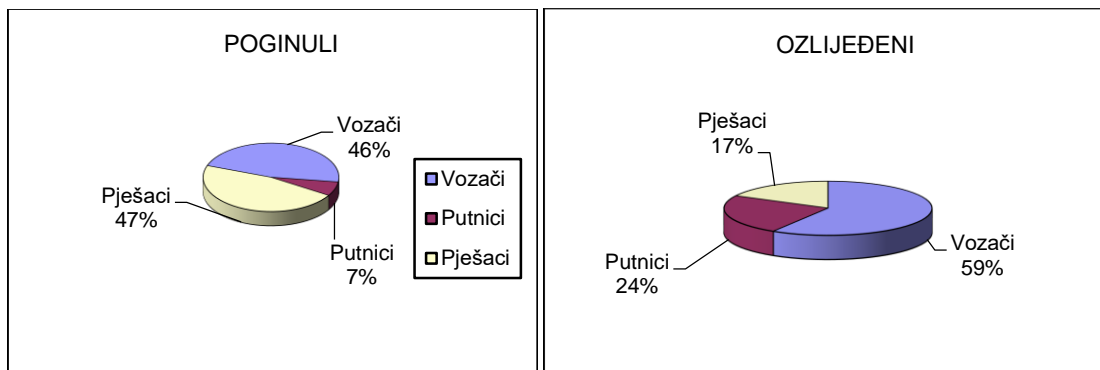 POGINULI
Vozači
46%
Pješaci
47%
Putnici
7%
Vozači
Putnici
Pješaci
OZLIJEĐENI
Pješaci
17%
Putnici
24%
Vozači
59%